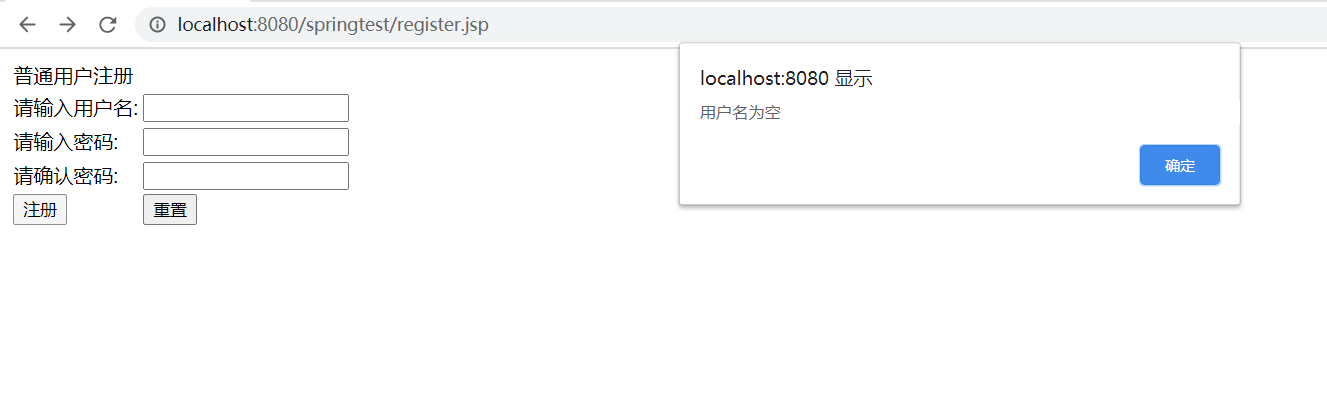 localhost:8080/springtest/register.jsp
localhost:8080 显示
用户名为空
确定
普通用户注册
请输入用户名:
请输入密码:
请确认密码:
注册 重置